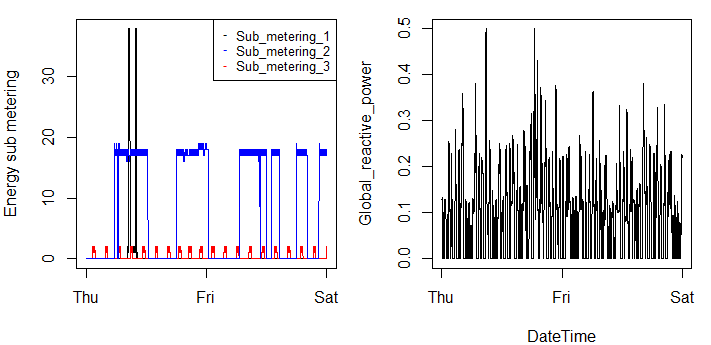 Energy sub metering
0
10
20
30
Thu
Fri
Sat
Sub_metering_1
Sub_metering_2
Sub_metering_3
Global_reactive_power
0.0
0.1
0.2
0.3
0.4
0.5
Thu
Fri
Sat
DateTime